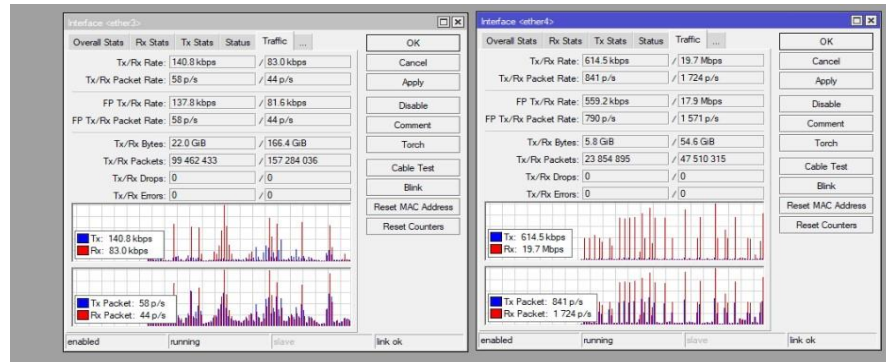 Interface <ether3>
Overall Stats Rx Stats Tx Stats Status Traffic ...
OK
Tx/Rx Rate: 140.8 kbps / 83.0 kbps
Cancel
Tx/Rx Packet Rate: 58 p/s / 44 p/s
Apply
FP Tx/Rx Rate: 137.8 kbps / 81.6 kbps
Disable
FP Tx/Rx Packet Rate: 58 p/s / 44 p/s
Comment
Tx/Rx Bytes: 22.0 GiB / 166.4 GiB
Torch
Tx/Rx Packets: 99 462 433 / 157 284 036
Cable Test
Tx/Rx Drops: 0 / 0
Blink
Tx/Rx Errors: 0 / 0
Reset MAC Address
Reset Counters
Tx: 140.8 kbps
Rx: 83.0 kbps
Tx Packet: 58 p/s
Rx Packet: 44 p/s
enabled running slave link ok
Interface <ether4>
Overall Stats Rx Stats Tx Stats Status Traffic ...
OK
Tx/Rx Rate: 614.5 kbps / 19.7 Mbps
Cancel
Tx/Rx Packet Rate: 841 p/s / 1 724 p/s
Apply
FP Tx/Rx Rate: 559.2 kbps / 17.9 Mbps
Disable
FP Tx/Rx Packet Rate: 790 p/s / 1 571 p/s
Comment
Tx/Rx Bytes: 5.8 GiB / 54.6 GiB
Torch
Tx/Rx Packets: 23 854 895 / 47 510 315
Cable Test
Tx/Rx Drops: 0 / 0
Blink
Tx/Rx Errors: 0 / 0
Reset MAC Address
Reset Counters
Tx: 614.5 kbps
Rx: 19.7 Mbps
Tx Packet: 841 p/s
Rx Packet: 1 724 p/s
enabled running slave link ok